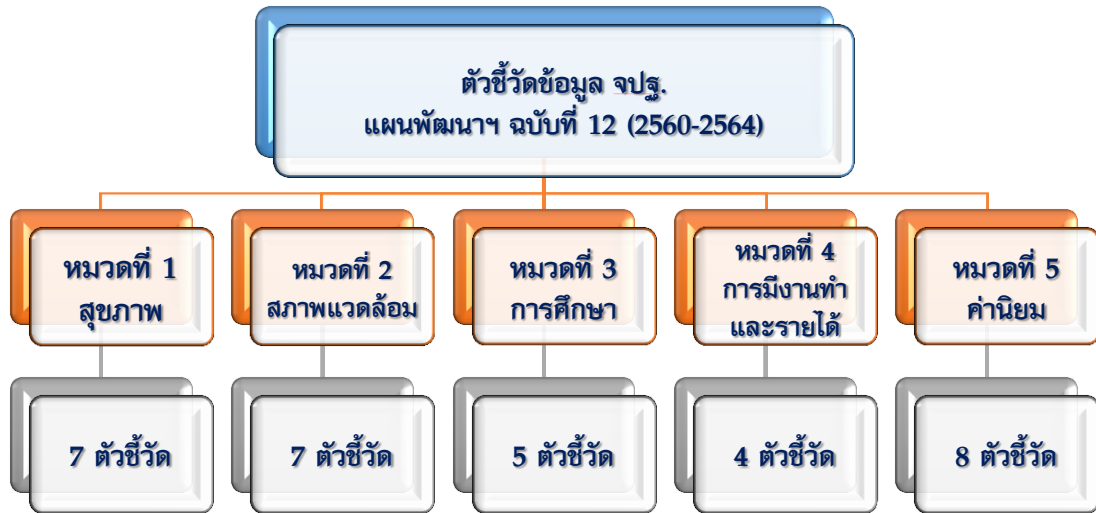 ตัวชี้วัดข้อมูล จปฐ.
แผนพัฒนาฯ ฉบับที่ 12 (2560-2564)
หมวดที่ 1
สุขภาพ
หมวดที่ 2
สภาพแวดล้อม
หมวดที่ 3
การศึกษา
หมวดที่ 4
การมีงานทำ
และรายได้
หมวดที่ 5
ค่านิยม
7 ตัวชี้วัด
7 ตัวชี้วัด
5 ตัวชี้วัด
4 ตัวชี้วัด
8 ตัวชี้วัด